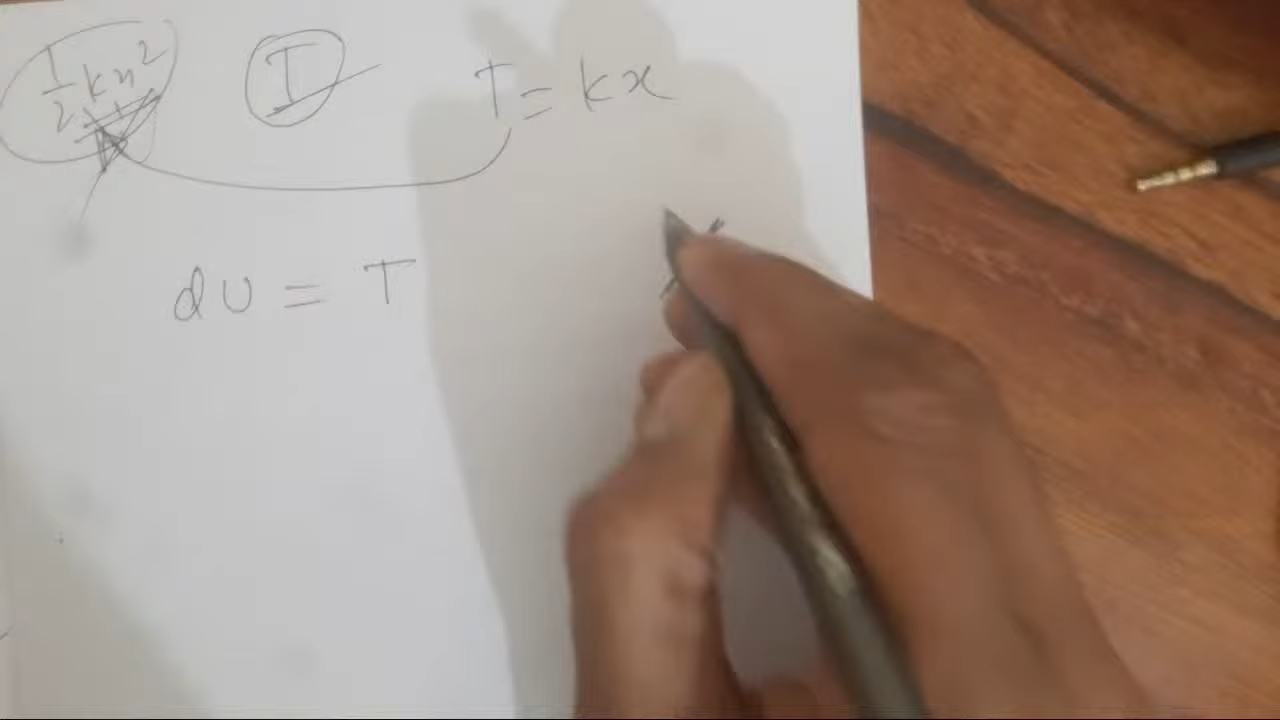 ½kx² T T = kx
dU = T